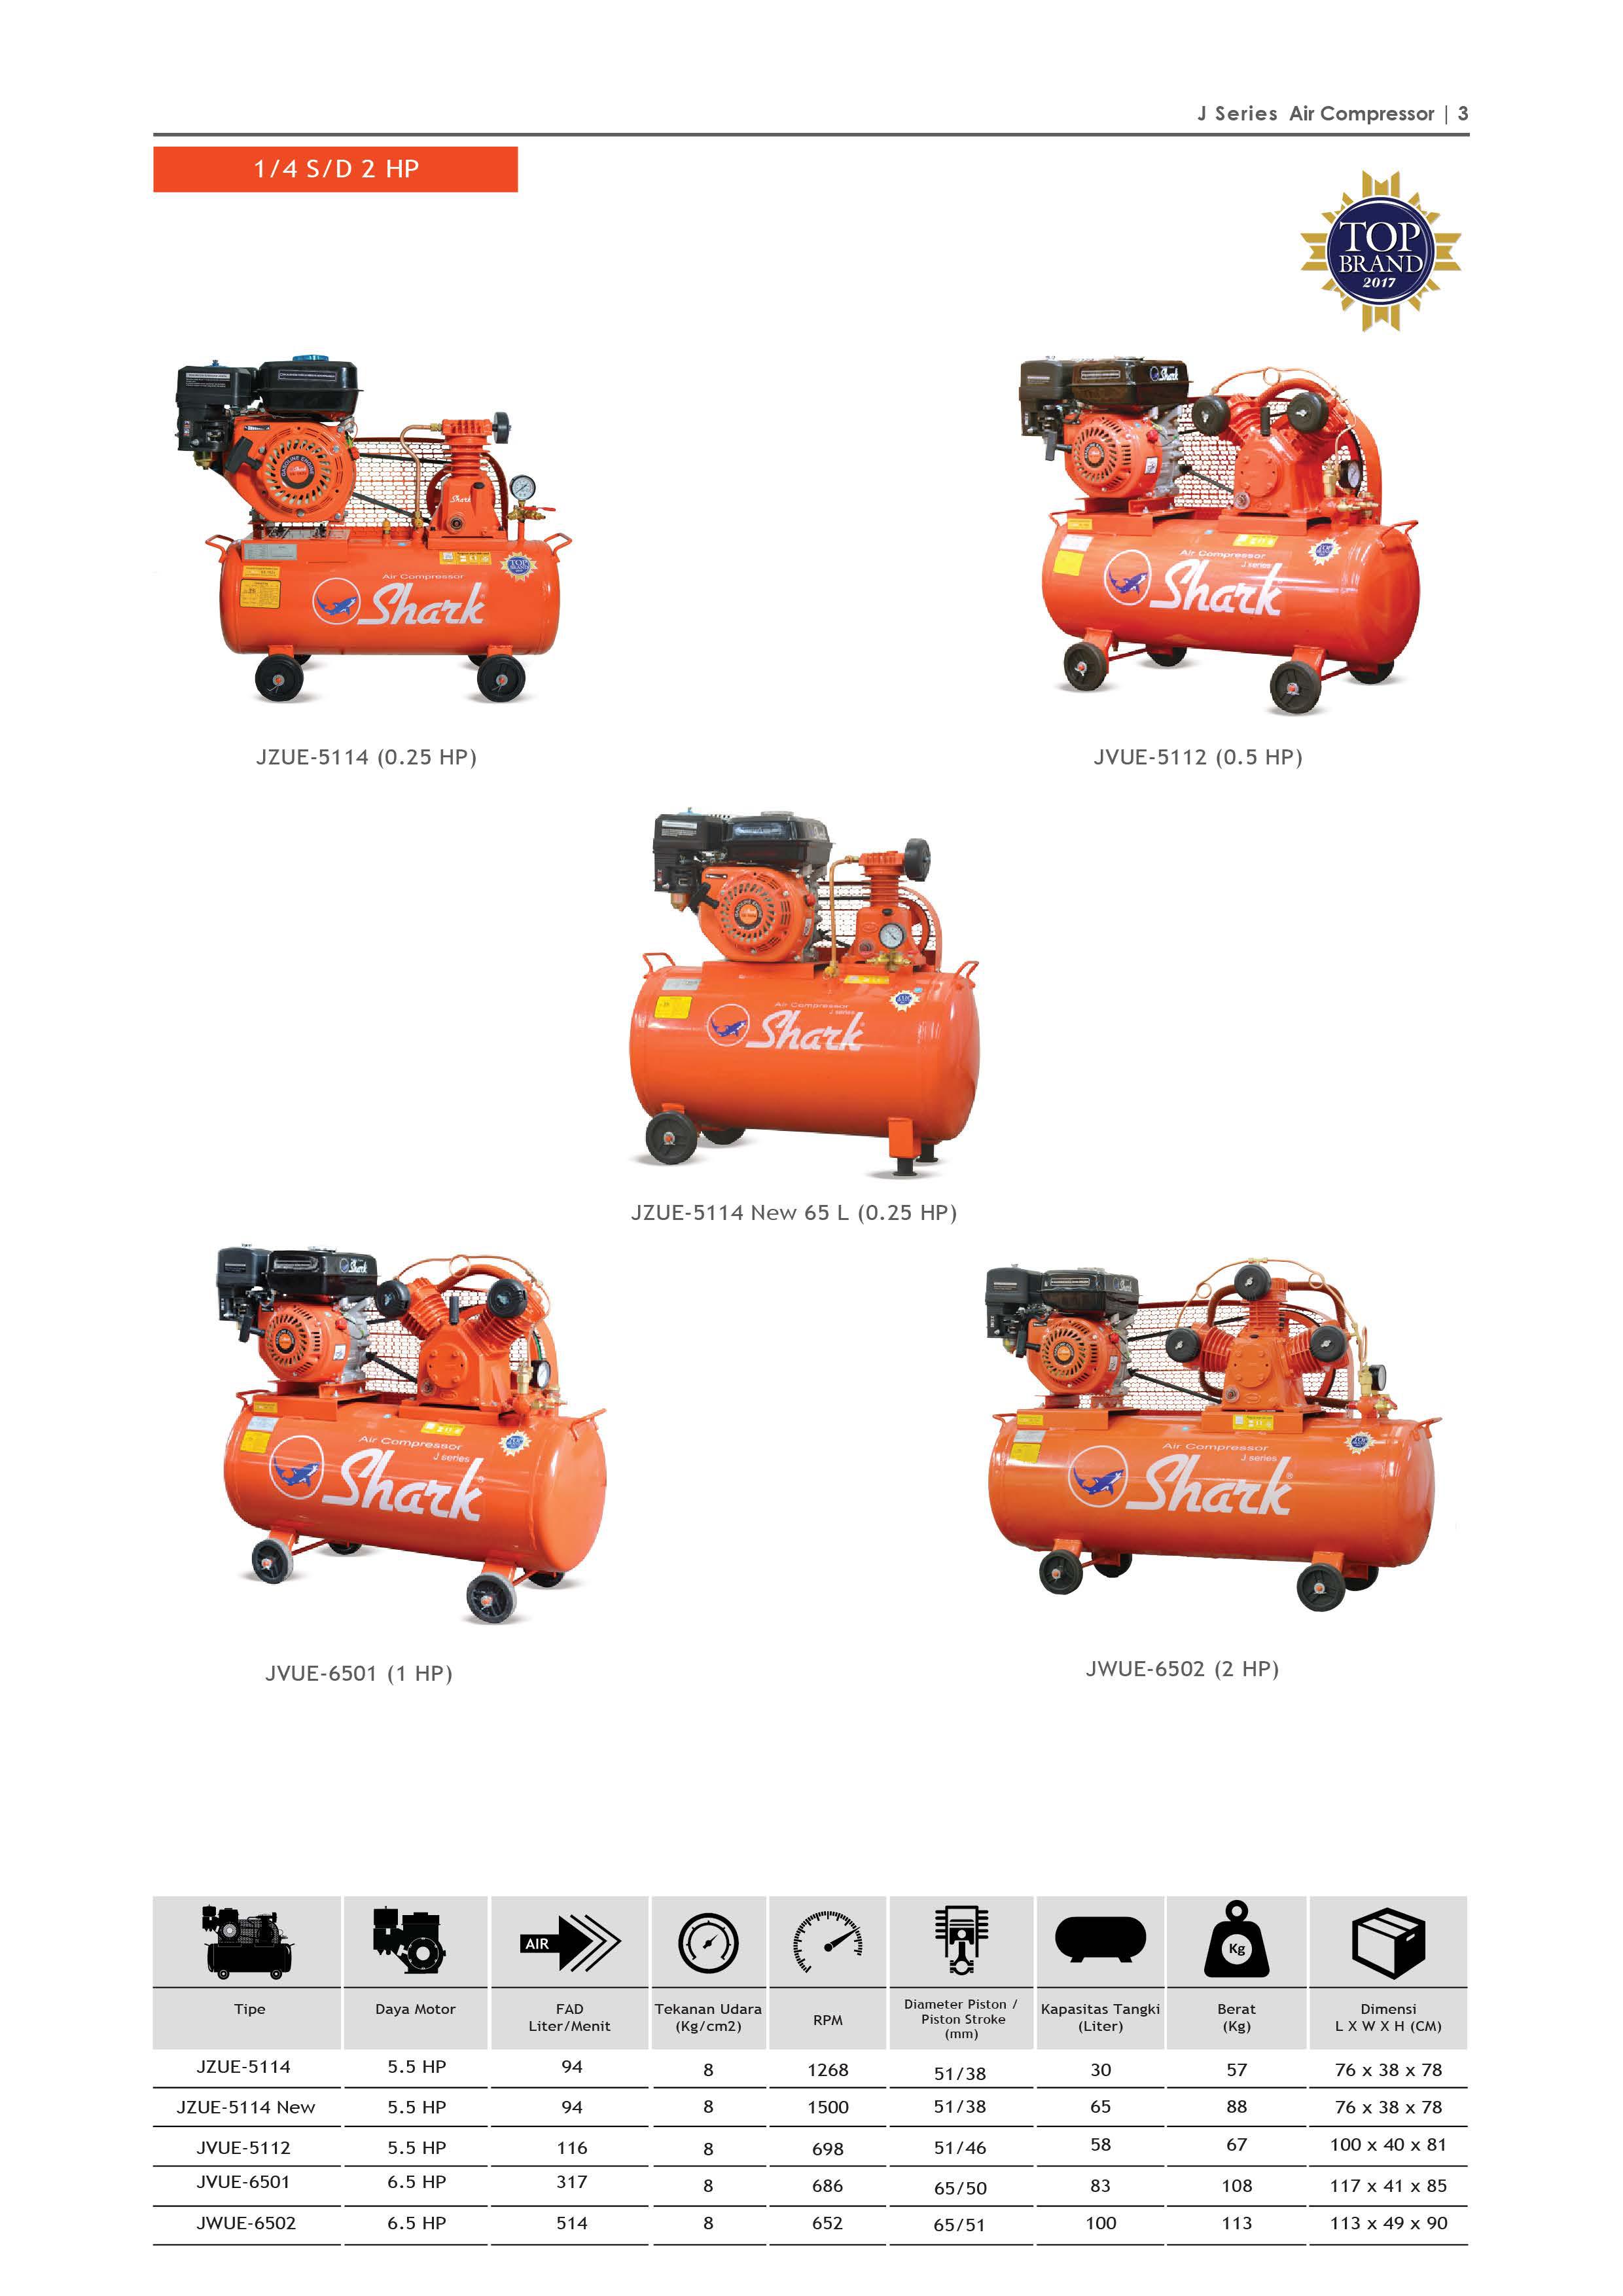 J Series Air Compressor | 3
1/4 S/D 2 HP
TOP
BRAND
2017
Shark
Air Compressor
Shark
Air Compressor
J series
Shark
JZUE-5114 (0.25 HP)
JVUE-5112 (0.5 HP)
Air Compressor
J series
Shark
JZUE-5114 New 65 L (0.25 HP)
Shark
Air Compressor
J series
Shark
Air Compressor
J series
Shark
JVUE-6501 (1 HP)
JWUE-6502 (2 HP)
AIR
Kg
Tipe
Daya Motor
FAD
Liter/Menit
Tekanan Udara
(Kg/cm2)
RPM
Diameter Piston /
Piston Stroke
(mm)
Kapasitas Tangki
(Liter)
Berat
(Kg)
Dimensi
L X W X H (CM)
JZUE-5114 5.5 HP 94 8 1268 51/38 30 57 76 x 38 x 78
JZUE-5114 New 5.5 HP 94 8 1500 51/38 65 88 76 x 38 x 78
JVUE-5112 5.5 HP 116 8 698 51/46 58 67 100 x 40 x 81
JVUE-6501 6.5 HP 317 8 686 65/50 83 108 117 x 41 x 85
JWUE-6502 6.5 HP 514 8 652 65/51 100 113 113 x 49 x 90